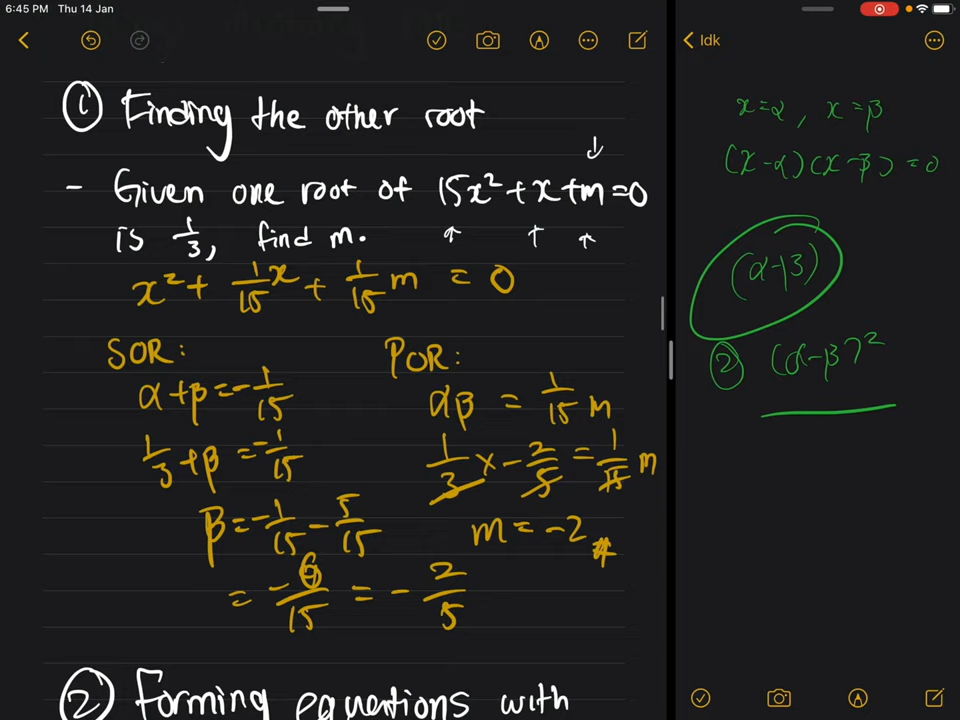 6:45 PM Thu 14 Jan
Idk
① Finding the other root
- Given one root of 15x² + x + m = 0
is 1/3, find m.
x² + 1/15 x + 1/15 m = 0
SOR:
α + β = -1/15
1/3 + β = -1/15
β = -1/15 - 5/15
= -6/15 = -2/5
POR:
αβ = 1/15 m
1/3 × -2/5 = 1/15 m
m = -2
② Forming equations with
x = α, x = β
(x - α)(x - β) = 0
(α - β)
② (α - β)²